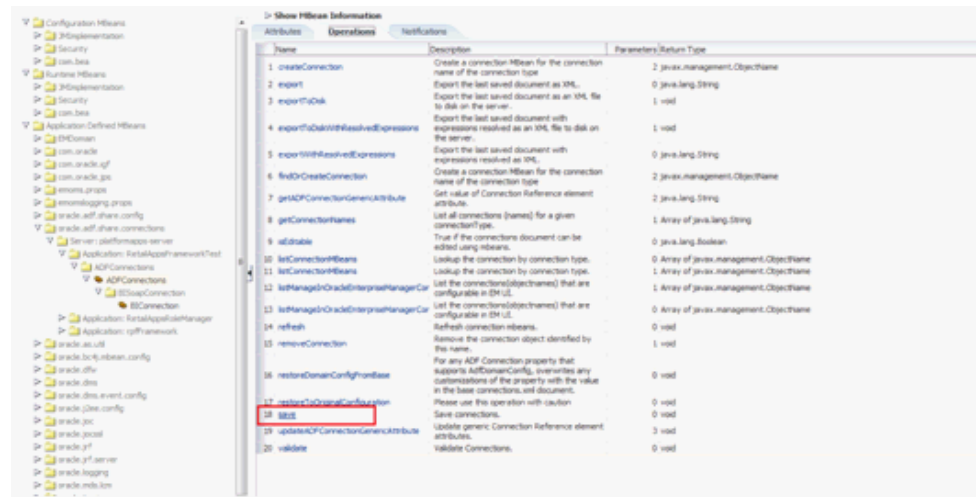 Configuration MBeans
JMImplementation
Security
com.bea
Runtime MBeans
JMImplementation
Security
com.bea
Application Defined MBeans
EMDomain
com.oracle
com.oracle.igf
com.oracle.jps
emoms.props
emomslogging.props
oracle.adf.share.config
oracle.adf.share.connections
Server: platformapps-server
Application: RetailAppsFrameworkTest
ADFConnections
ADFConnections
BISoapConnection
BIConnection
Application: RetailAppsRoleManager
Application: rpfFramework
oracle.as.util
oracle.bc4j.mbean.config
oracle.dfw
oracle.dms
oracle.dms.event.config
oracle.j2ee.config
oracle.joc
oracle.jocssl
oracle.jrf
oracle.jrf.server
oracle.logging
oracle.mds.lcm
Show MBean Information
Attributes Operations Notifications
Name Description Parameters Return Type
1 createConnection Create a connection MBean for the connection 2 javax.management.ObjectName
name of the connection type
2 export Export the last saved document as XML. 0 java.lang.String
3 exportToDisk Export the last saved document as an XML file 1 void
to disk on the server.
4 exportToDiskWithResolvedExpressions Export the last saved document with 1 void
expressions resolved as an XML file to disk on
the server.
5 exportWithResolvedExpressions Export the last saved document with 0 java.lang.String
expressions resolved as XML.
6 findOrCreateConnection Create a connection MBean for the connection 2 javax.management.ObjectName
name of the connection type
7 getADFConnectionGenericAttribute Get value of Connection Reference element 2 java.lang.String
attribute.
8 getConnectionNames List all connections (names) for a given 1 Array of java.lang.String
connectionType.
9 isEditable True if the connections document can be 0 java.lang.Boolean
edited using mbeans.
10 listConnectionMBeans Lookup the connection by connection type. 0 Array of javax.management.ObjectName
11 listConnectionMBeans Lookup the connection by connection type. 1 Array of javax.management.ObjectName
12 listManageInOracleEnterpriseManagerCor List the connections(objectnames) that are 1 Array of javax.management.ObjectName
configurable in EM UI.
13 listManageInOracleEnterpriseManagerCor List the connections(objectnames) that are 0 Array of javax.management.ObjectName
configurable in EM UI.
14 refresh Refresh connection mbeans. 0 void
15 removeConnection Remove the connection object identified by 1 void
this name.
16 restoreDomainConfigFromBase For any ADF Connection property that 0 void
supports AdfDomainConfig, overwrites any
customizations of the property with the value
in the base connections.xml document.
17 restoreToOriginalConfiguration Please use this operation with caution 0 void
18 save Save connections. 0 void
19 updateADFConnectionGenericAttribute Update generic Connection Reference element 3 void
attributes.
20 validate Validate Connections. 0 void